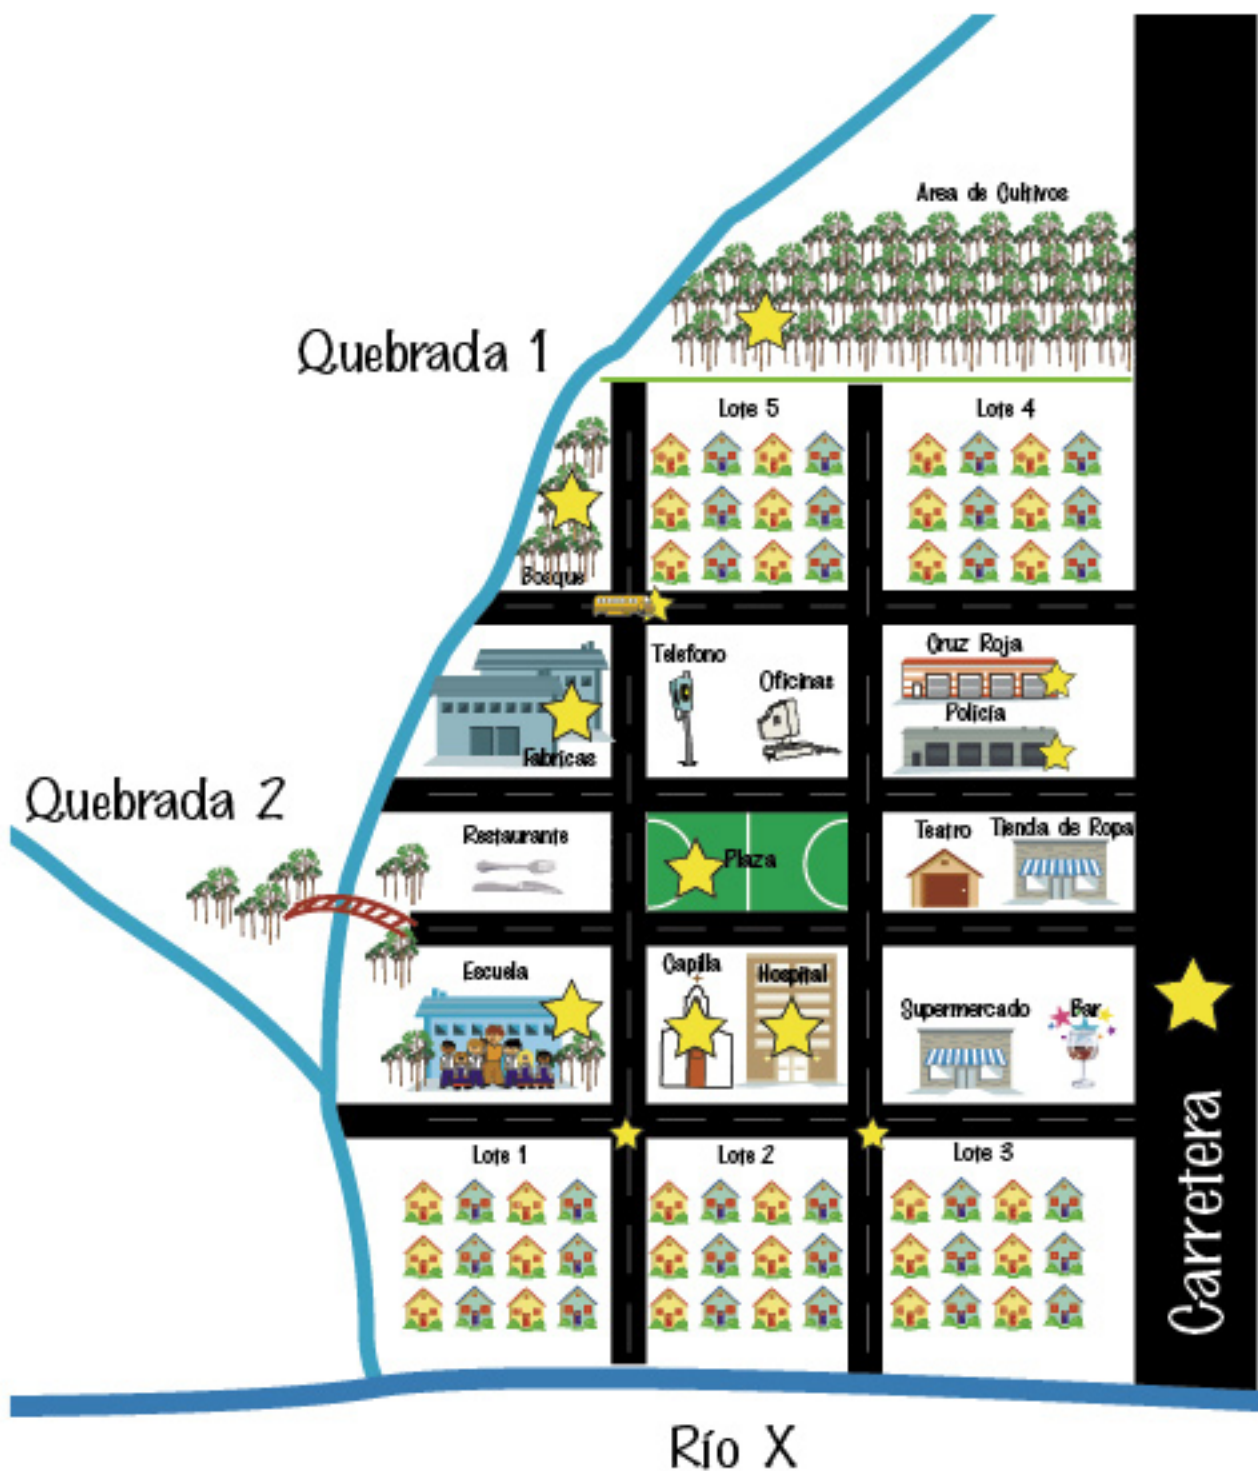 Area de Cultivos
Quebrada 1
Lote 5
Lote 4
Bosque
Telefono
Oficinas
Cruz Roja
Policía
Fabricas
Quebrada 2
Restaurante
Plaza
Teatro
Tienda de Ropa
Escuela
Capilla
Hospital
Supermercado
Bar
Carretera
Lote 1
Lote 2
Lote 3
Río X